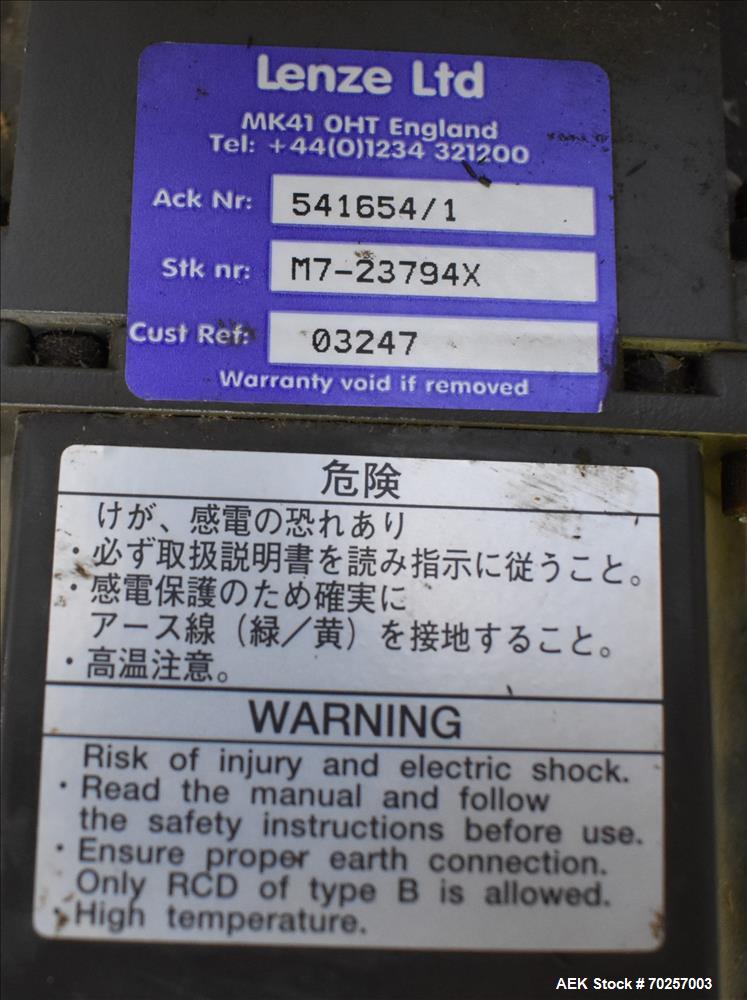 Lenze Ltd
MK41 0HT England
Tel: +44(0)1234 321200
Ack Nr: 541654/1
Stk nr: M7-23794X
Cust Ref: 03247
Warranty void if removed
危険
けが、感電の恐れあり
・必ず取扱説明書を読み指示に従うこと。
・感電保護のため確実に
アース線（緑／黄）を接地すること。
・高温注意。
WARNING
Risk of injury and electric shock.
・Read the manual and follow
the safety instructions before use.
・Ensure proper earth connection.
Only RCD of type B is allowed.
・High temperature.
AEK Stock # 70257003